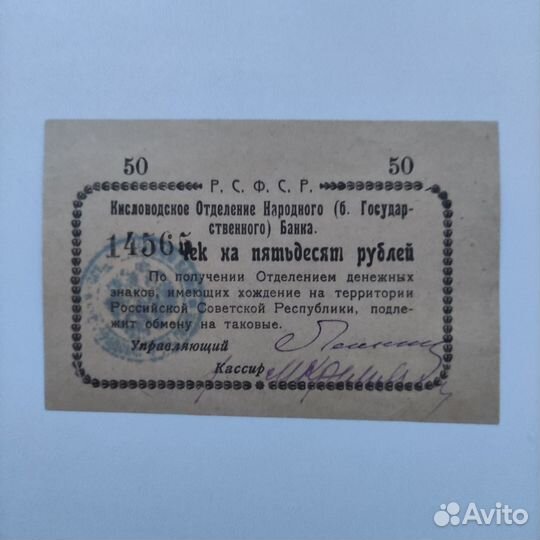 50 50
Р. С. Ф. С. Р.
Кисловодское Отделение Народного (б. Государ-
ственного) Банка.
14565 Чек на пятьдесят рублей
По получении Отделением денежных
знаков, имеющих хождение на территории
Российской Советской Республики, подле-
жит обмену на таковые.
Управляющий
Кассир
Avito